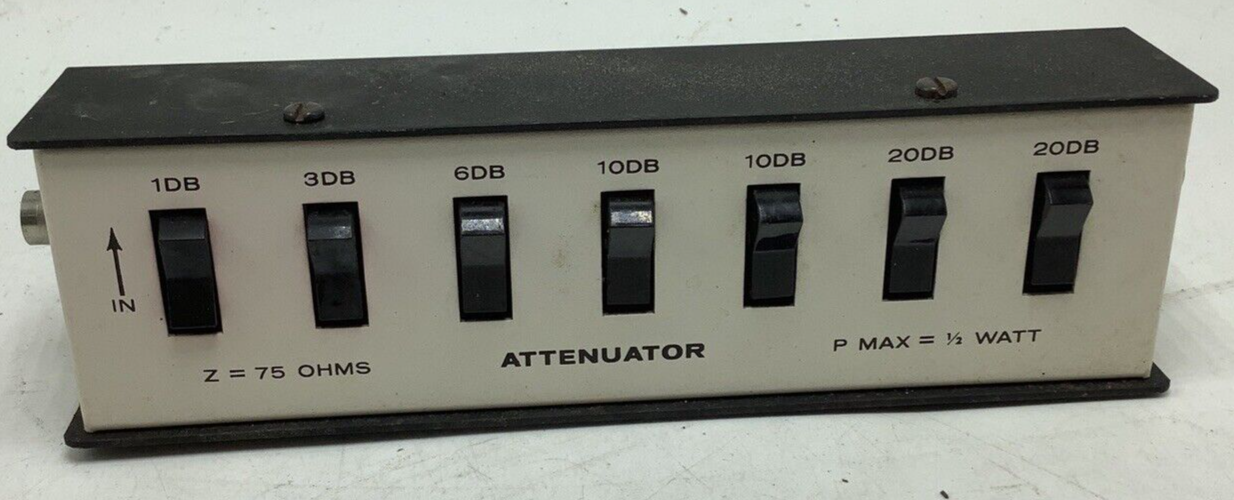 1DB 3DB 6DB 10DB 10DB 20DB 20DB
IN
Z = 75 OHMS ATTENUATOR P MAX = ½ WATT